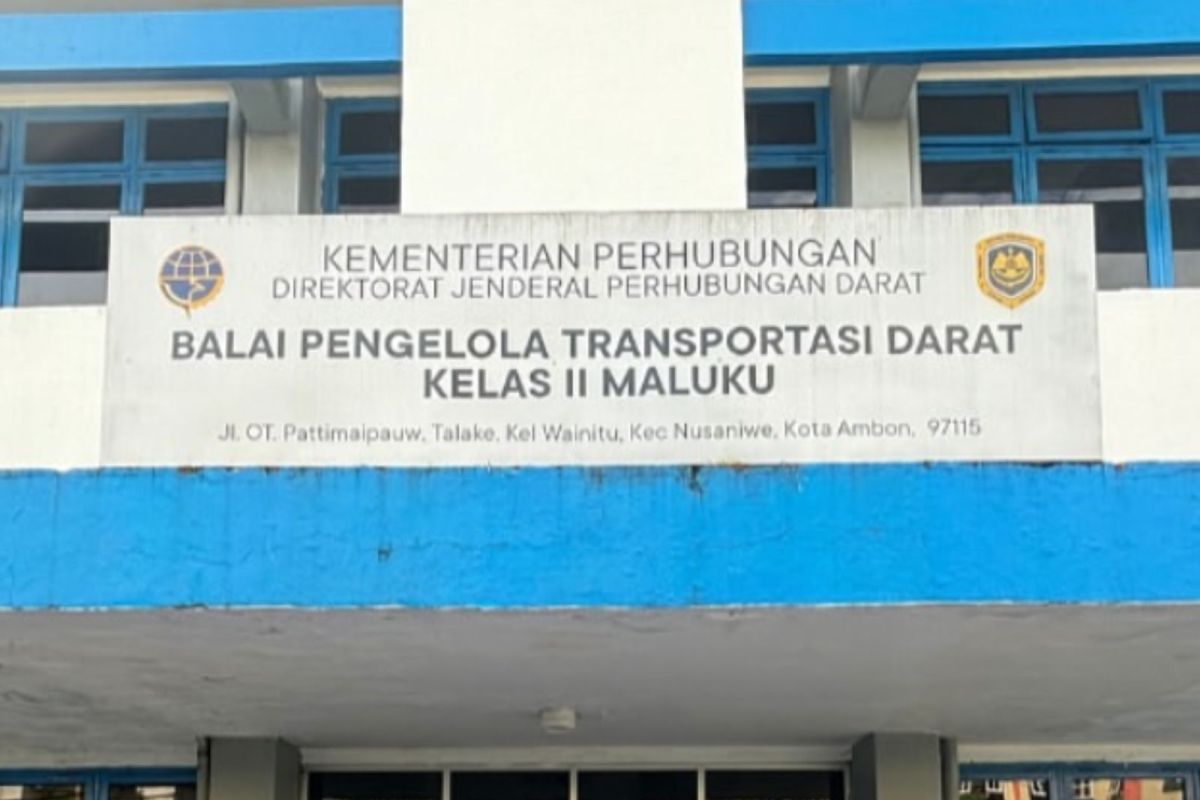 KEMENTERIAN PERHUBUNGAN
DIREKTORAT JENDERAL PERHUBUNGAN DARAT
BALAI PENGELOLA TRANSPORTASI DARAT
KELAS II MALUKU
Jl. OT. Pattimaipauw, Talake, Kel Wainitu, Kec Nusaniwe, Kota Ambon, 97115